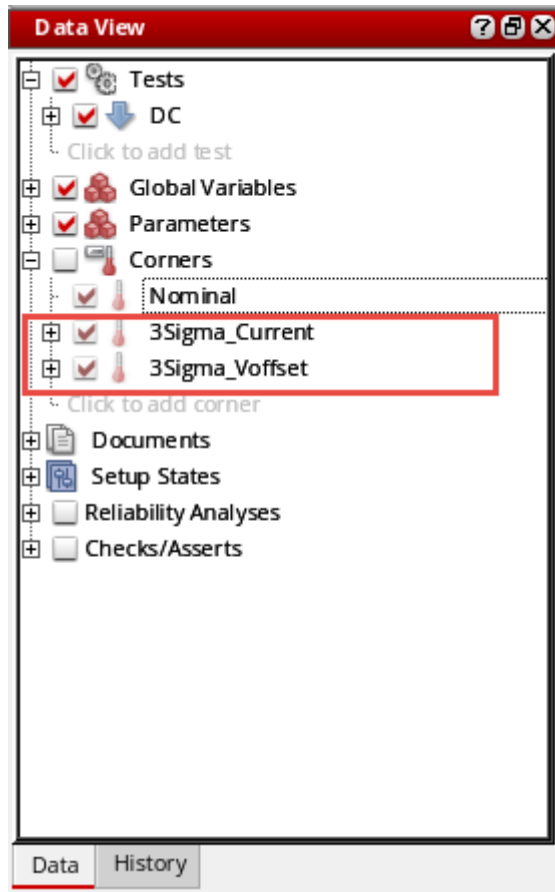 Data View
Tests
DC
Click to add test
Global Variables
Parameters
Corners
Nominal
3Sigma_Current
3Sigma_Voffset
Click to add corner
Documents
Setup States
Reliability Analyses
Checks/Asserts
Data History